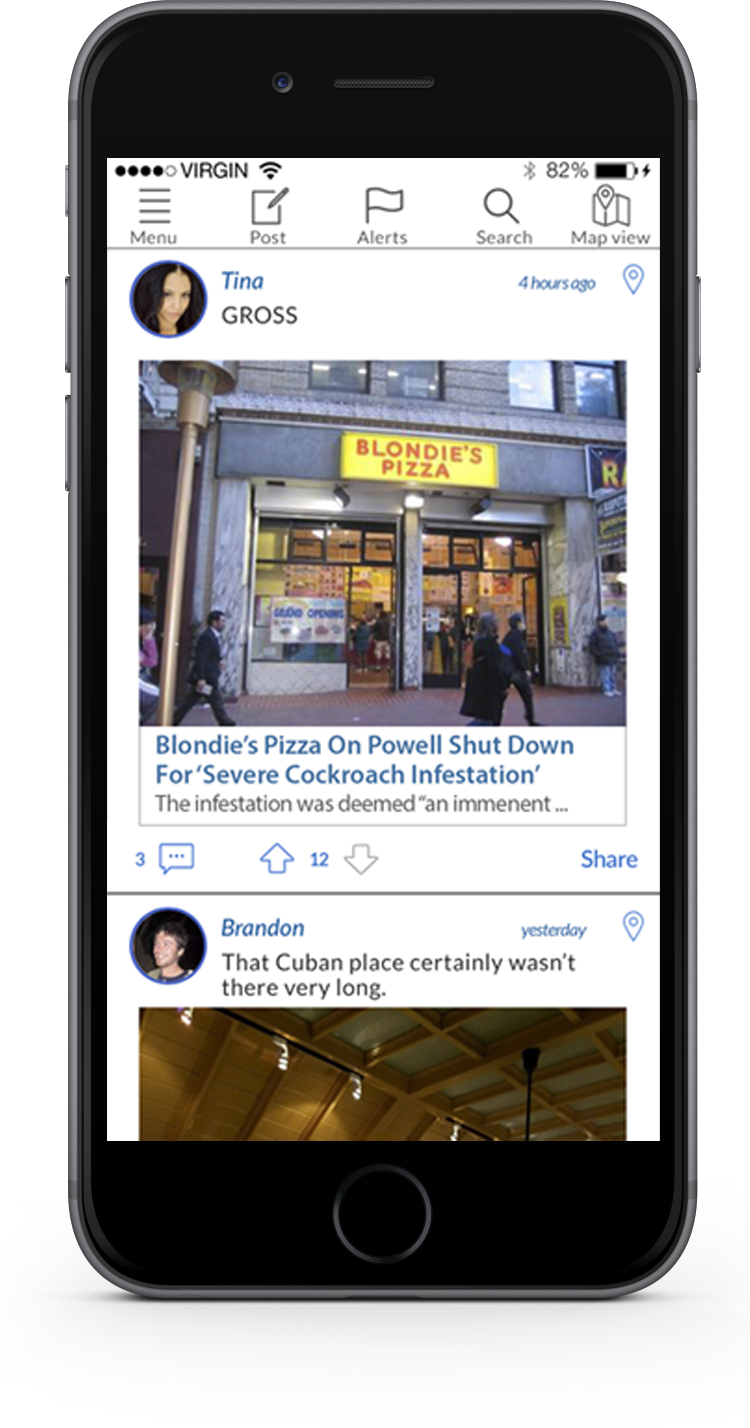 VIRGIN
82%
Menu
Post
Alerts
Search
Map view
Tina
4 hours ago
GROSS
BLONDIE'S
PIZZA
GRAND OPENING
Blondie's Pizza On Powell Shut Down
For ‘Severe Cockroach Infestation’
The infestation was deemed “an immenent ...
3
12
Share
Brandon
yesterday
That Cuban place certainly wasn't
there very long.